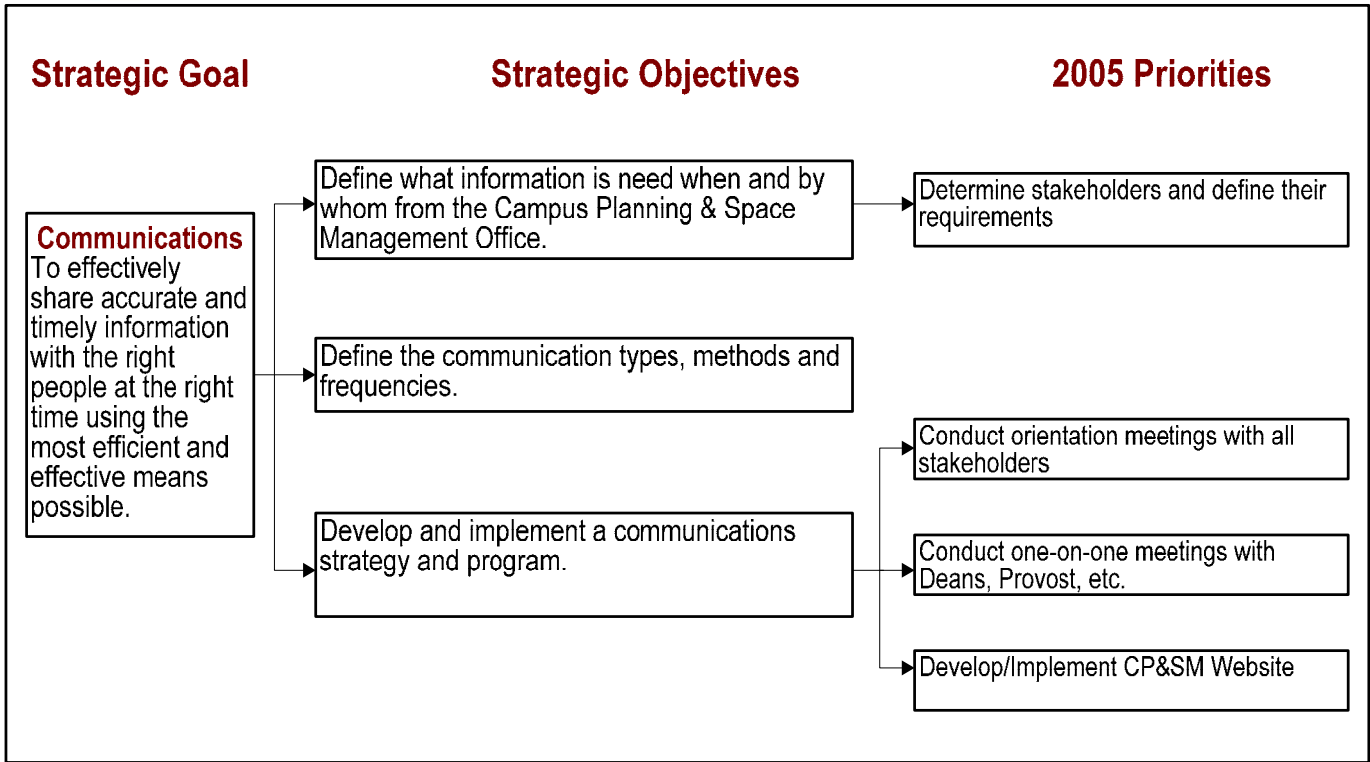 Strategic Goal
Strategic Objectives
2005 Priorities
Communications
To effectively
share accurate and
timely information
with the right
people at the right
time using the
most efficient and
effective means
possible.
Define what information is need when and by
whom from the Campus Planning & Space
Management Office.
Define the communication types, methods and
frequencies.
Develop and implement a communications
strategy and program.
Determine stakeholders and define their
requirements
Conduct orientation meetings with all
stakeholders
Conduct one-on-one meetings with
Deans, Provost, etc.
Develop/Implement CP&SM Website